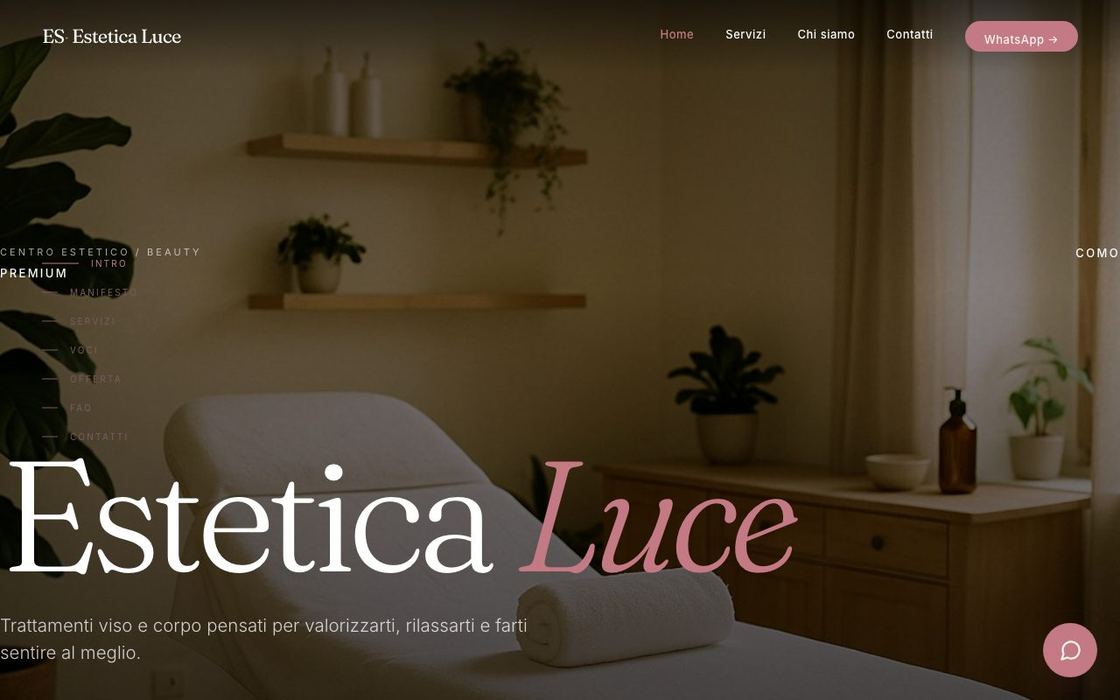 ES· Estetica Luce
Home
Servizi
Chi siamo
Contatti
WhatsApp →
CENTRO ESTETICO / BEAUTY
PREMIUM
COMO
INTRO
MANIFESTO
SERVIZI
VOCI
OFFERTA
FAQ
CONTATTI
Estetica Luce
Trattamenti viso e corpo pensati per valorizzarti, rilassarti e farti
sentire al meglio.